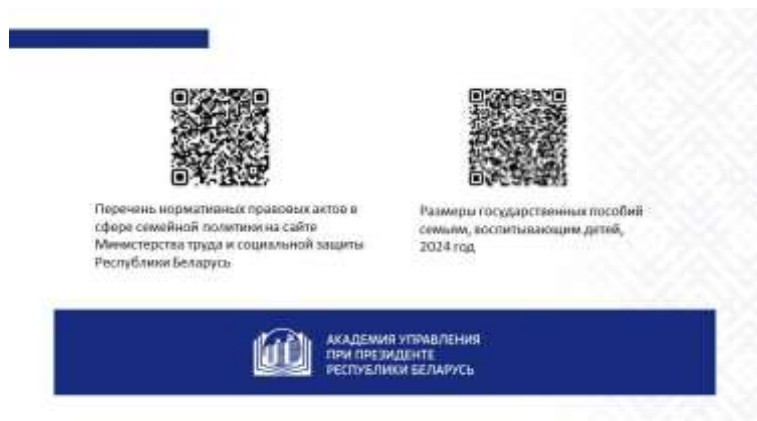 Перечень нормативных правовых актов в
сфере семейной политики на сайте
Министерства труда и социальной защиты
Республики Беларусь
Размеры государственных пособий
семьям, воспитывающим детей,
2024 год
АКАДЕМИЯ УПРАВЛЕНИЯ
ПРИ ПРЕЗИДЕНТЕ
РЕСПУБЛИКИ БЕЛАРУСЬ